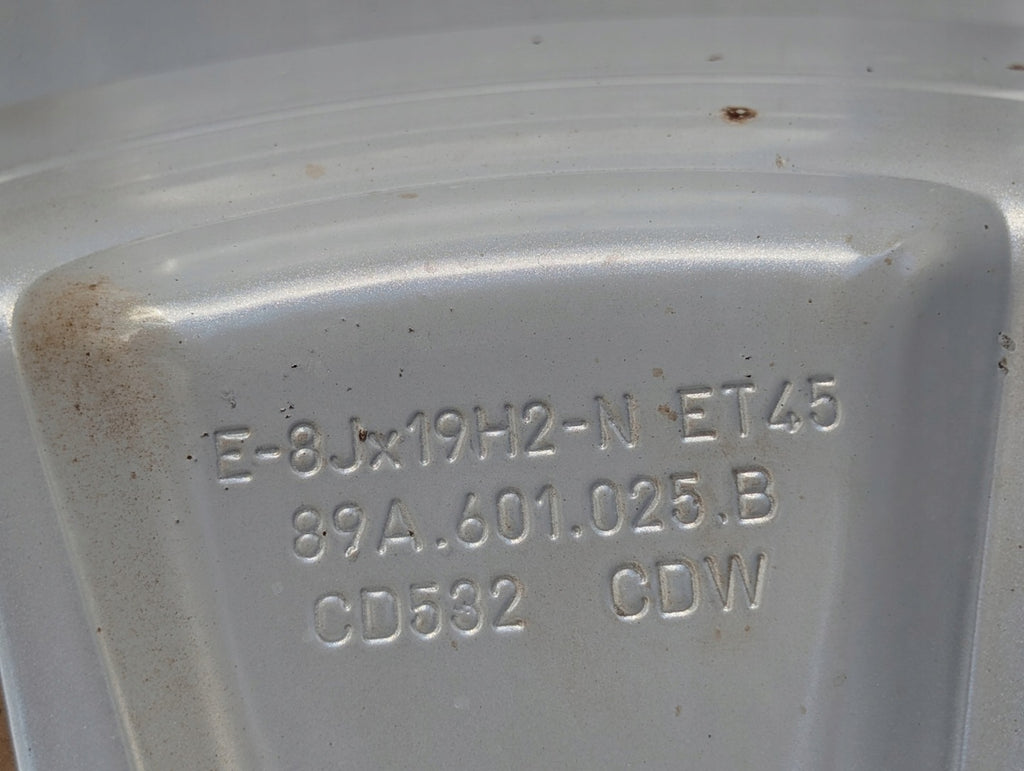 E-8Jx19H2-N ET45
89A.601.025.B
CD532 CDW